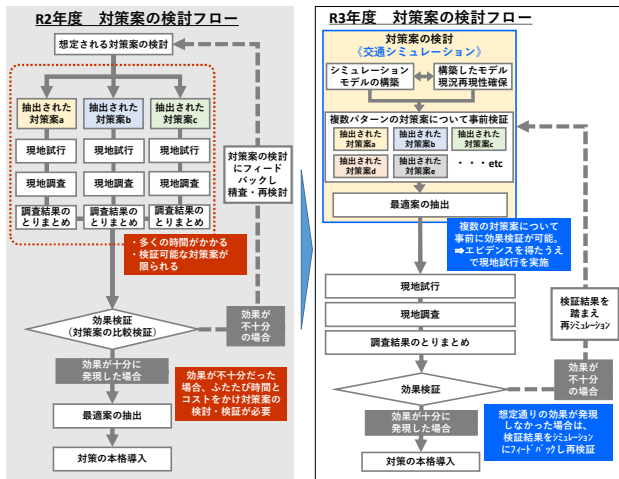 R2年度　対策案の検討フロー
想定される対策案の検討
抽出された
対策案a
抽出された
対策案b
抽出された
対策案c
現地試行
現地試行
現地試行
現地調査
現地調査
現地調査
調査結果の
とりまとめ
調査結果の
とりまとめ
調査結果の
とりまとめ
・多くの時間がかかる
・検証可能な対策案が
限られる
対策案の検討
にフィード
バックし
精査・再検討
効果検証
（対策案の比較検証）
効果が
不十分
の場合
効果が十分に
発現した場合
効果が不十分だった
場合、ふたたび時間と
コストをかけ対策案の
検討・検証が必要
最適案の抽出
対策の本格導入
R3年度　対策案の検討フロー
対策案の検討
《交通シミュレーション》
シミュレーション
モデルの構築
構築したモデル
現況再現性確保
複数パターンの対策案について事前検証
抽出された
対策案a
抽出された
対策案b
抽出された
対策案c
抽出された
対策案d
抽出された
対策案e
・・・etc
最適案の抽出
複数の対策案について
事前に効果検証が可能。
⇒エビデンスを得たうえ
で現地試行を実施
現地試行
現地調査
調査結果のとりまとめ
検証結果を
踏まえ
再シミュレーション
効果検証
効果が
不十分
の場合
効果が十分に
発現した場合
想定通りの効果が発現
しなかった場合は、
検証結果をシミュレーション
にフィードバックし再検証
対策の本格導入